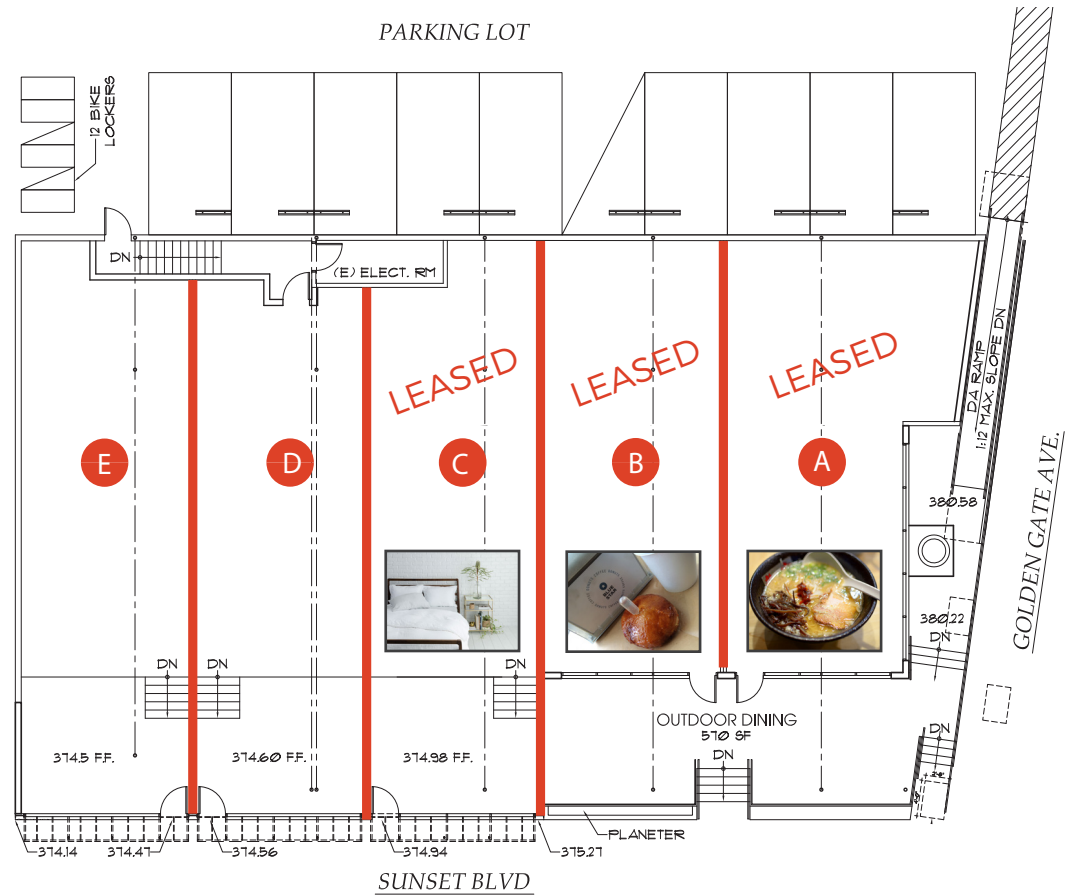 PARKING LOT
12 BIKE
LOCKERS
DN
(E) ELECT. RM
LEASED
LEASED
LEASED
DA RAMP
1:12 MAX. SLOPE DN
E
D
C
B
A
GOLDEN GATE AVE.
380.58
380.22
DN
DN
DN
DN
DN
OUTDOOR DINING
570 SF
DN
DN
374.5 F.F.
374.60 F.F.
374.98 F.F.
PLANETER
374.14
374.47
374.56
374.94
375.27
SUNSET BLVD